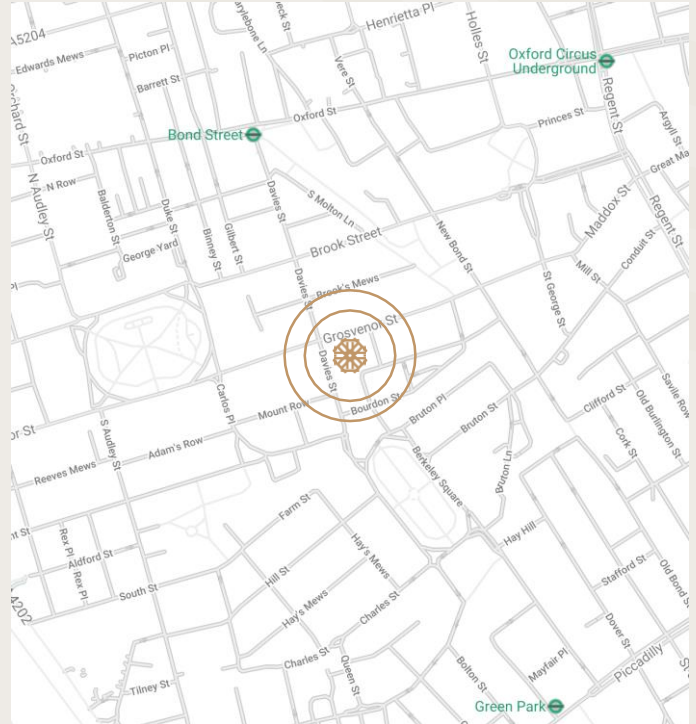 A5204
Edwards Mews
Picton Pl
Barrett St
Henrietta Pl
Holles St
Vere St
Oxford Circus
Underground
Regent St
Argyll St
Princes St
Oxford St
Bond Street
Oxford St
N Row
N Audley St
Balderton St
Duke St
Binney St
Gilbert St
George Yard
Davies St
S Molton Ln
Brook Street
New Bond St
Maddox St
Regent St
Conduit St
Mill St
St George St
Davies St
Brook's Mews
Grosvenor St
Davies St
Carlos Pl
Mount Row
Bourdon St
Bruton Pl
Bruton St
Bruton Ln
Clifford St
Savile Row
Old Burlington St
Cork St
S Audley St
Adam's Row
Reeves Mews
Berkeley Square
Farm St
Hay Hill
Hay's Mews
Rex Pl
Rex Pl
Aldford St
South St
Hill St
Hay's Mews
Charles St
Charles St
Queen St
Stafford St
Old Bond S
Dover St
Piccadilly
Mayfair Pl
Bolton St
Tilney St
Green Park